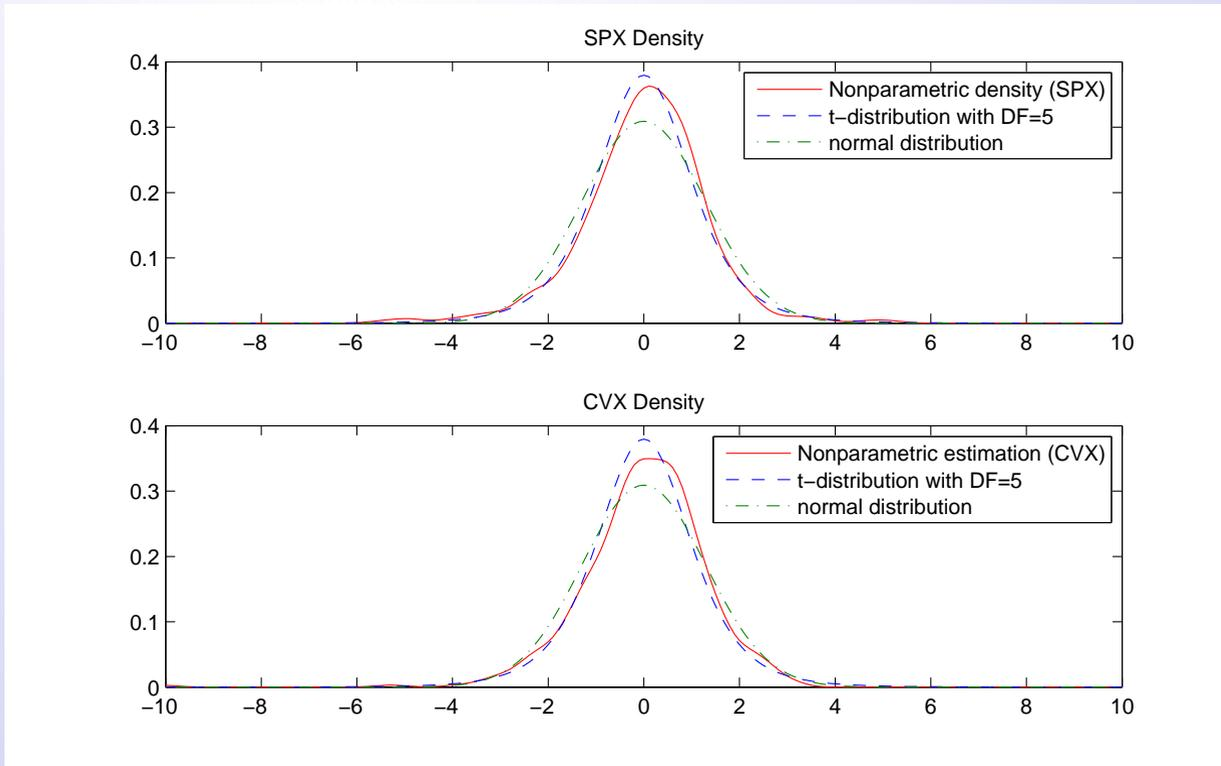 SPX Density
0.4
0.3
0.2
0.1
0
−10 −8 −6 −4 −2 0 2 4 6 8 10
Nonparametric density (SPX)
t−distribution with DF=5
normal distribution
CVX Density
0.4
0.3
0.2
0.1
0
−10 −8 −6 −4 −2 0 2 4 6 8 10
Nonparametric estimation (CVX)
t−distribution with DF=5
normal distribution